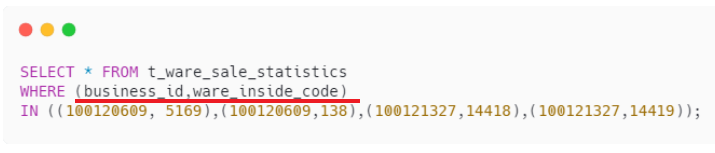 SELECT * FROM t_ware_sale_statistics
WHERE (business_id,ware_inside_code)
IN ((100120609, 5169),(100120609,138),(100121327,14418),(100121327,14419));